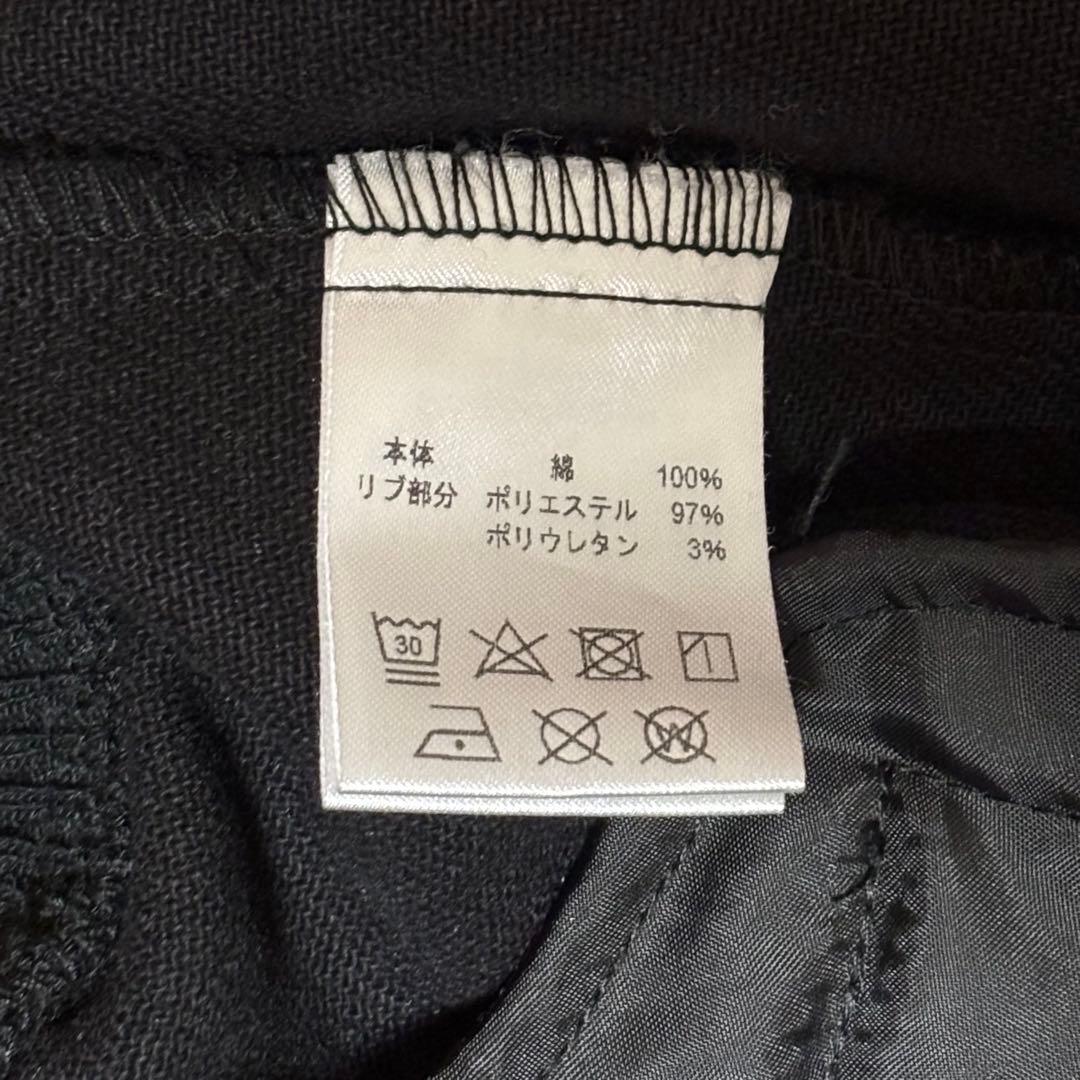 本体 綿 100%
リブ部分 ポリエステル 97%
ポリウレタン 3%
30
W